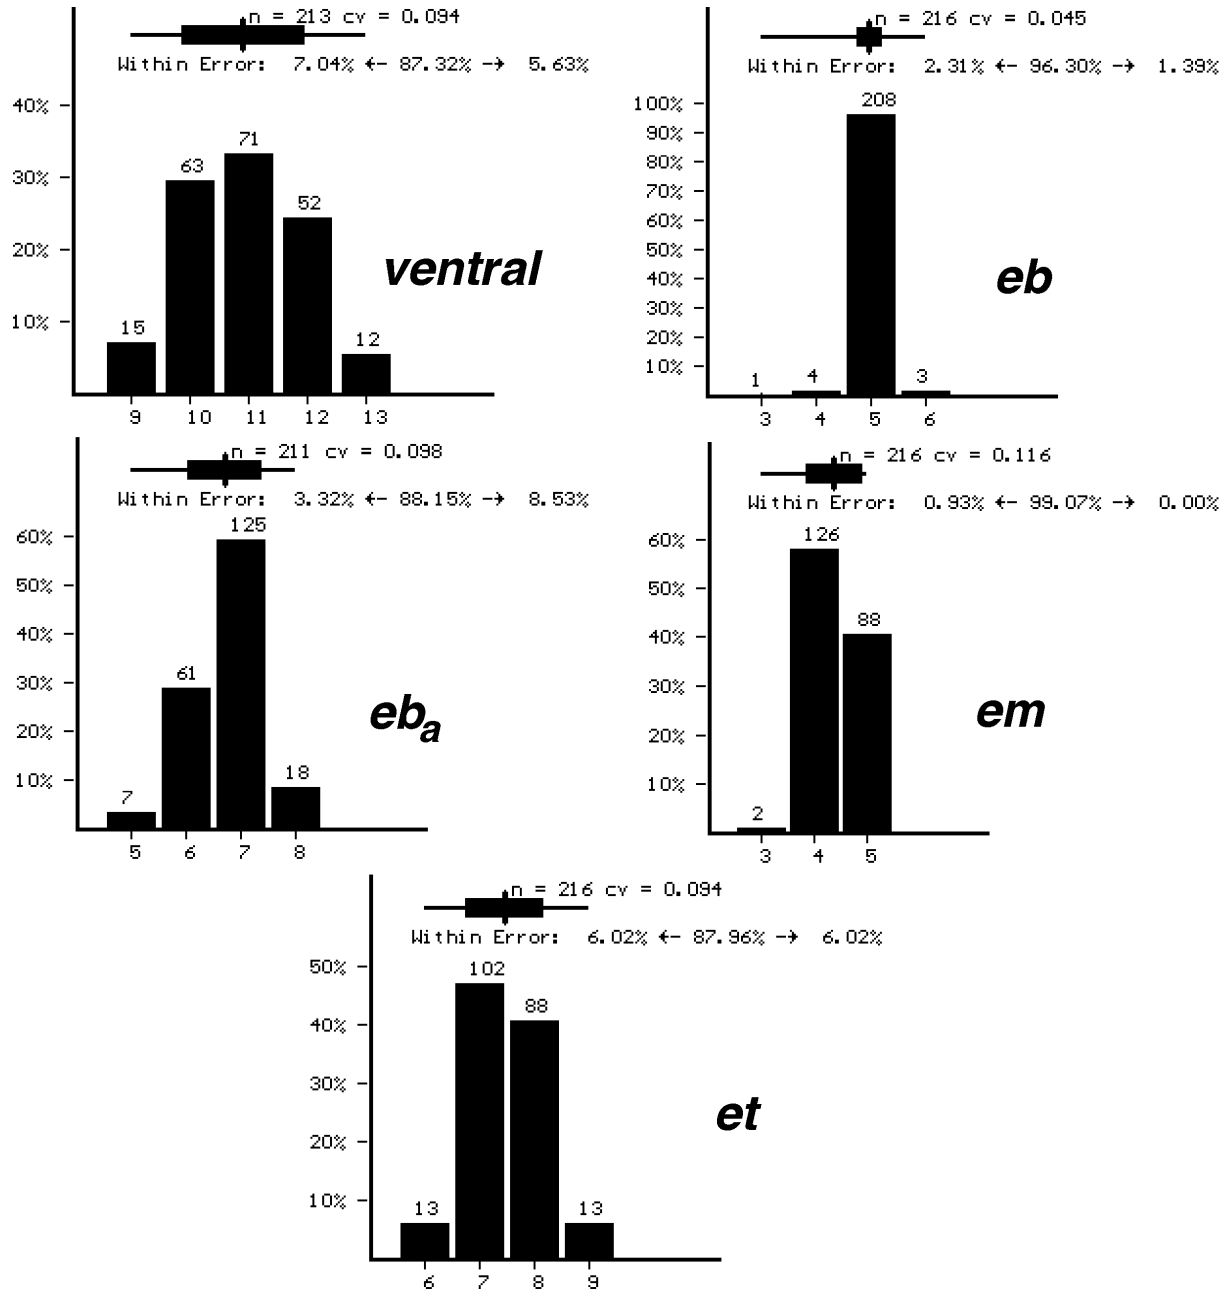 n = 213 cv = 0.094
Within Error: 7.04% ← 87.32% → 5.63%
40%
30%
20%
10%
15
63
71
52
12
ventral
9 10 11 12 13
n = 216 cv = 0.045
Within Error: 2.31% ← 96.30% → 1.39%
100%
90%
80%
70%
60%
50%
40%
30%
20%
10%
1
4
208
3
eb
3 4 5 6
n = 211 cv = 0.098
Within Error: 3.32% ← 88.15% → 8.53%
60%
50%
40%
30%
20%
10%
7
61
125
18
eba
5 6 7 8
n = 216 cv = 0.116
Within Error: 0.93% ← 99.07% → 0.00%
60%
50%
40%
30%
20%
10%
2
126
88
em
3 4 5
n = 216 cv = 0.094
Within Error: 6.02% ← 87.96% → 6.02%
50%
40%
30%
20%
10%
13
102
88
13
et
6 7 8 9